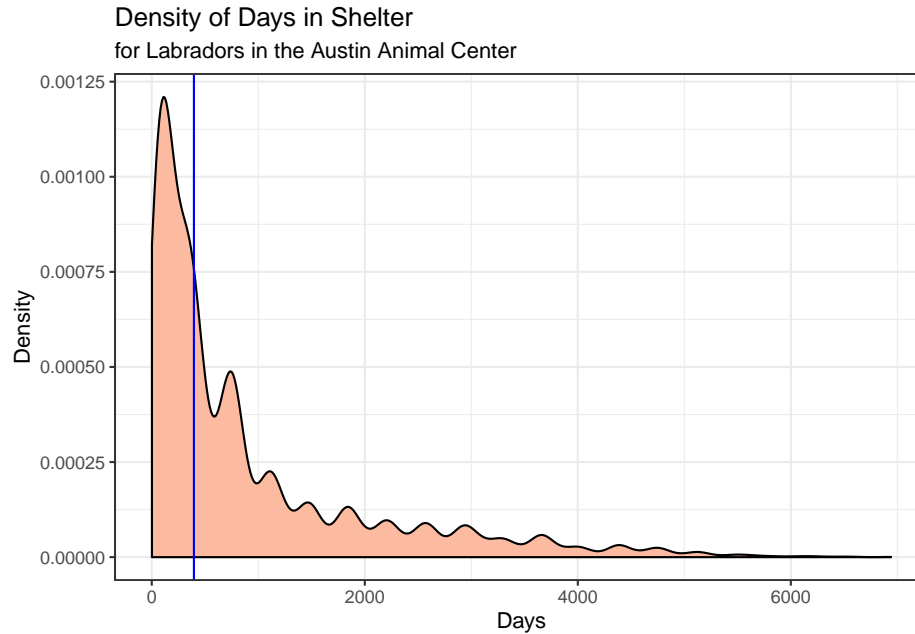 Density of Days in Shelter
for Labradors in the Austin Animal Center
0.00125
0.00100
0.00075
0.00050
0.00025
0.00000
Density
0 2000 4000 6000
Days